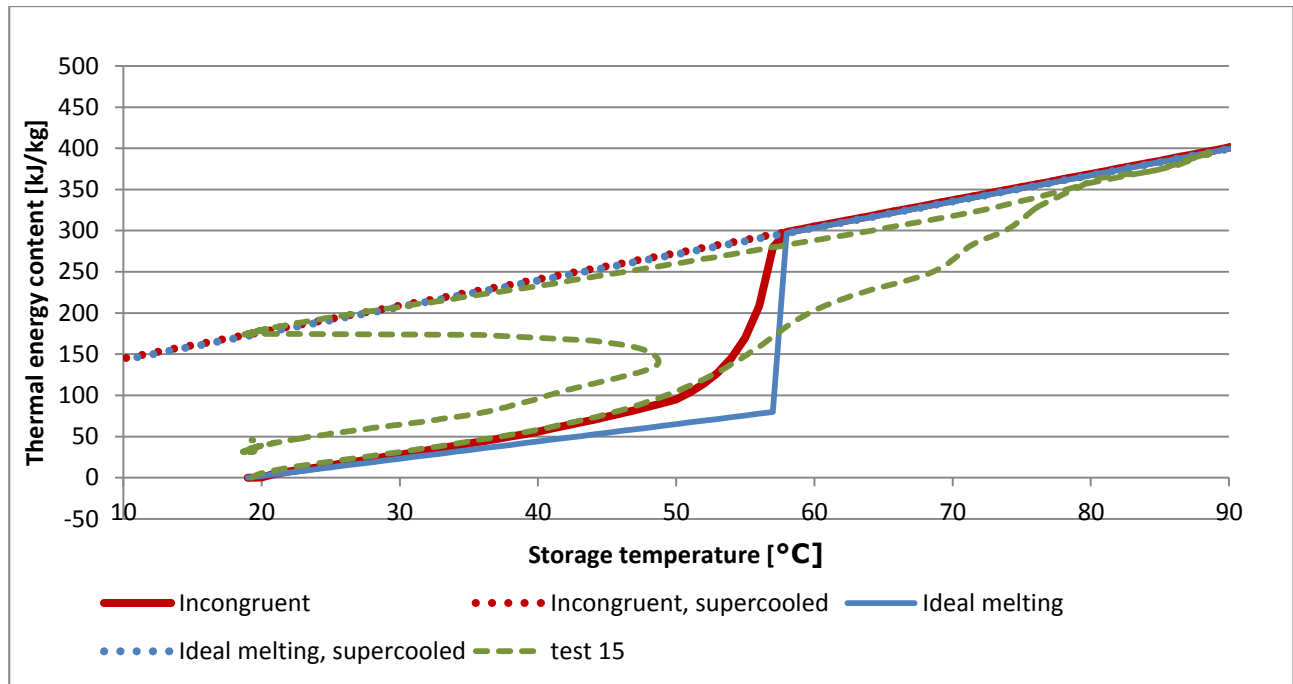 Thermal energy content [kJ/kg]
500
450
400
350
300
250
200
150
100
50
0
-50
10 20 30 40 50 60 70 80 90
Storage temperature [°C]
Incongruent Incongruent, supercooled Ideal melting
Ideal melting, supercooled test 15